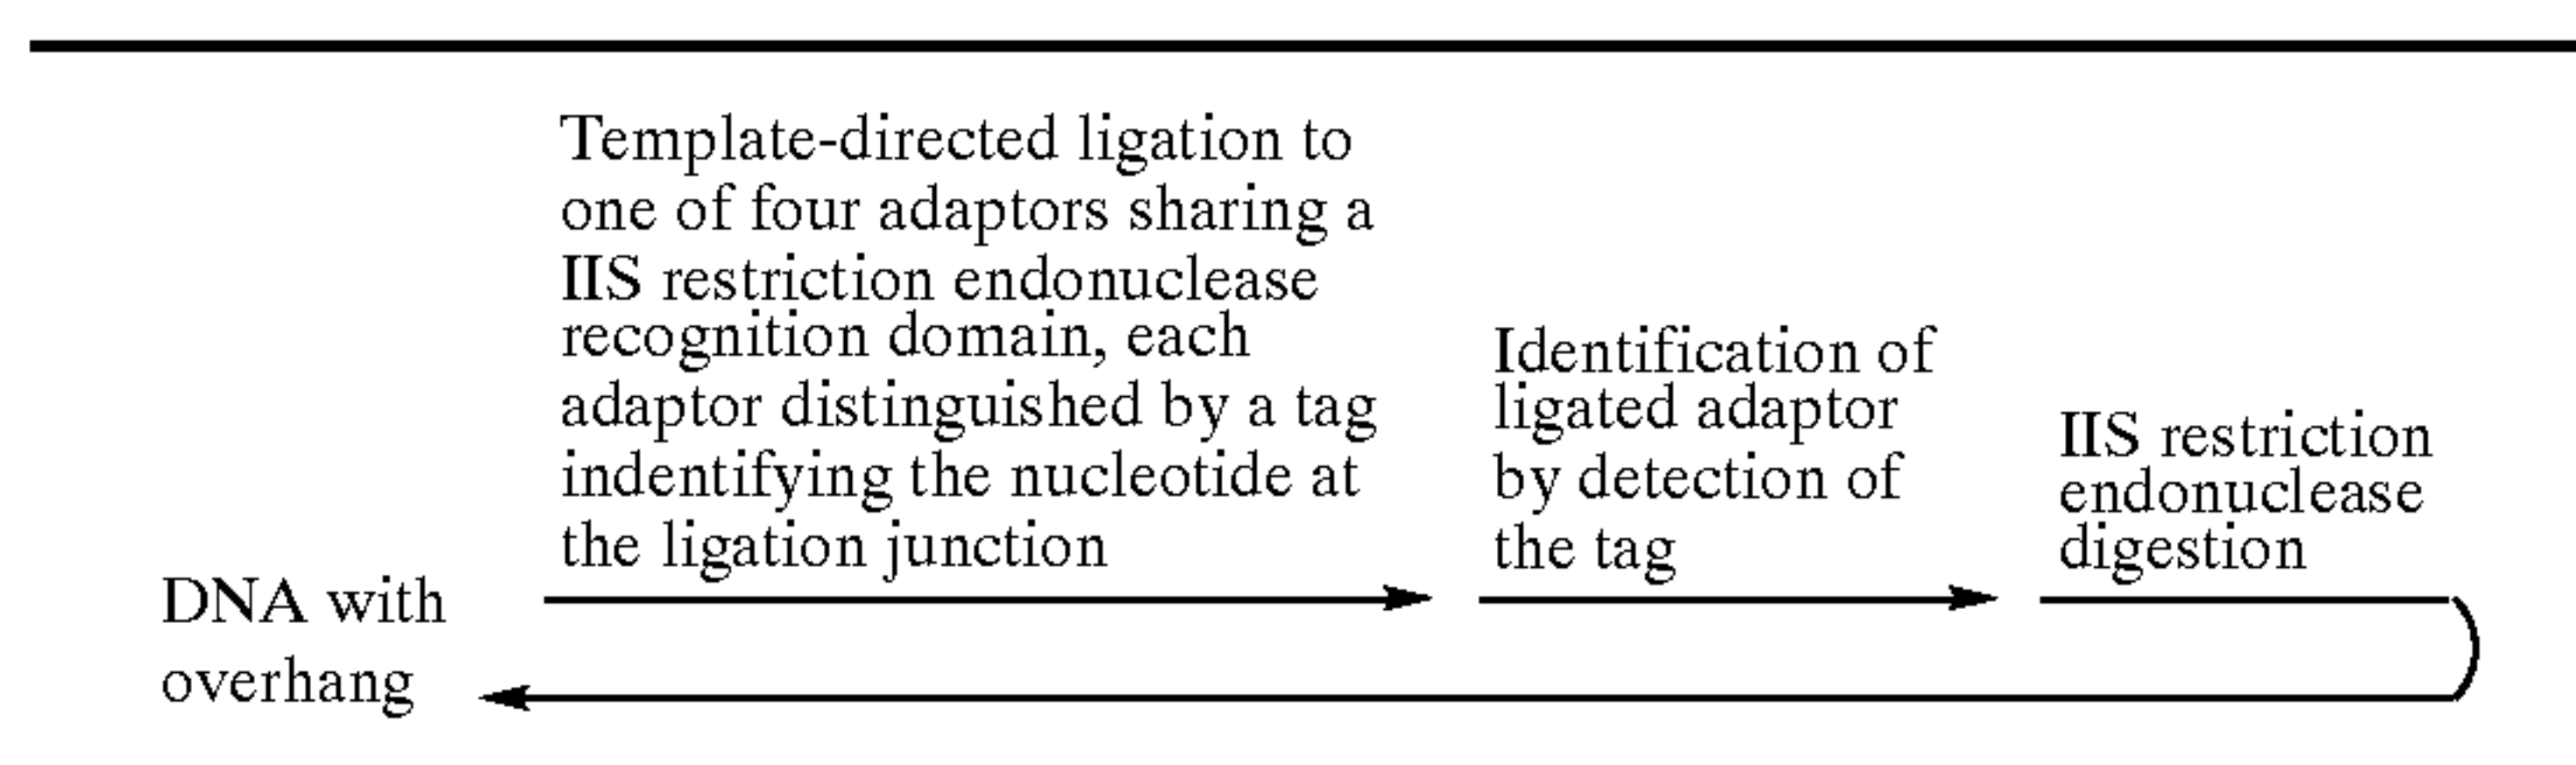 Template-directed ligation to
one of four adaptors sharing a
IIS restriction endonuclease
recognition domain, each
adaptor distinguished by a tag
indentifying the nucleotide at
the ligation junction
Identification of
ligated adaptor
by detection of
the tag
IIS restriction
endonuclease
digestion
DNA with
overhang